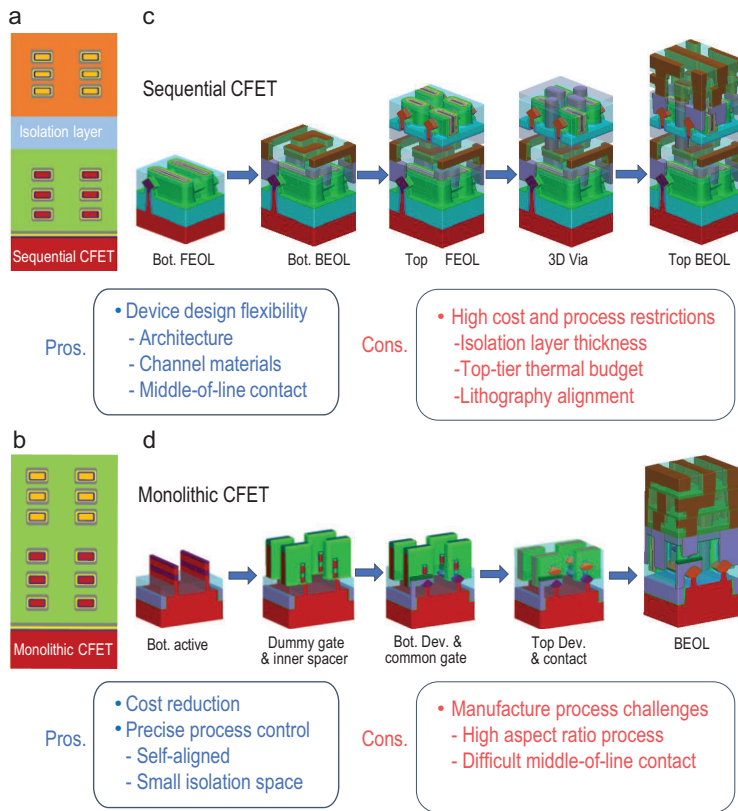 a
c
Sequential CFET
Isolation layer
Sequential CFET
Bot. FEOL
Bot. BEOL
Top FEOL
3D Via
Top BEOL
Pros.
• Device design flexibility
- Architecture
- Channel materials
- Middle-of-line contact
Cons.
• High cost and process restrictions
-Isolation layer thickness
-Top-tier thermal budget
-Lithography alignment
b
d
Monolithic CFET
Monolithic CFET
Bot. active
Dummy gate
& inner spacer
Bot. Dev. &
common gate
Top Dev.
& contact
BEOL
Pros.
• Cost reduction
• Precise process control
- Self-aligned
- Small isolation space
Cons.
• Manufacture process challenges
- High aspect ratio process
- Difficult middle-of-line contact